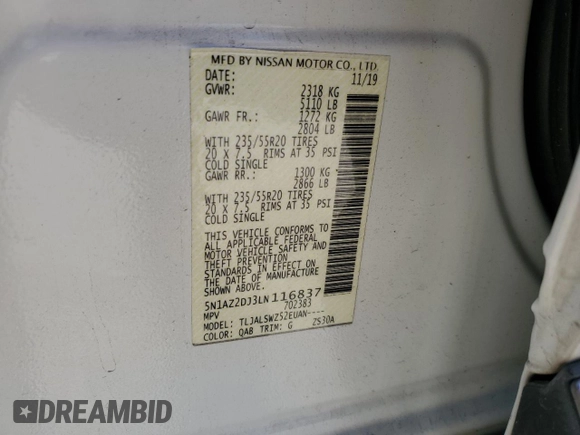 MFD BY NISSAN MOTOR CO., LTD.
DATE: 11/19
GVWR: 2318 KG
5110 LB
GAWR FR.: 1272 KG
2804 LB
WITH 235/55R20 TIRES
20 X 7.5 RIMS AT 35 PSI
COLD SINGLE
GAWR RR.: 1300 KG
2866 LB
WITH 235/55R20 TIRES
20 X 7.5 RIMS AT 35 PSI
COLD SINGLE
THIS VEHICLE CONFORMS TO
ALL APPLICABLE FEDERAL
MOTOR VEHICLE SAFETY AND
THEFT PREVENTION
STANDARDS IN EFFECT ON
THE DATE OF MANUFACTURE.
5N1AZ2DJ3LN116837
MPV 702383
MODEL: TLJALSWZ52EUAN----
COLOR: QAB TRIM: G ZS30A
DREAMBID